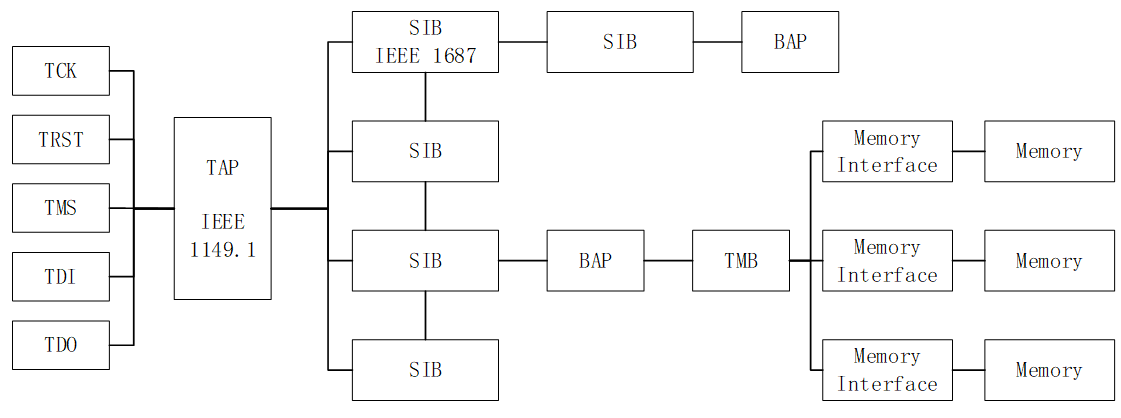 TCK
TRST
TMS
TDI
TDO
TAP
IEEE
1149.1
SIB
IEEE 1687
SIB
BAP
SIB
SIB
BAP
TMB
SIB
Memory
Interface
Memory
Memory
Interface
Memory
Memory
Interface
Memory